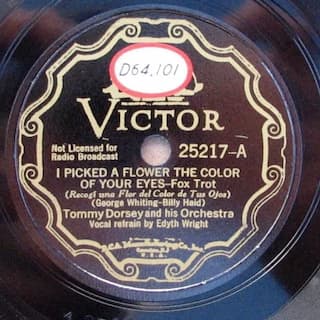 D64,101
VICTOR
Not Licensed for
Radio Broadcast
25217-A
I PICKED A FLOWER THE COLOR
OF YOUR EYES-Fox Trot
(Recogí una Flor del Color de Tus Ojos)
(George Whiting-Billy Haid)
Tommy Dorsey and his Orchestra
Vocal refrain by Edyth Wright
Camden, N.J.
U.S.A.